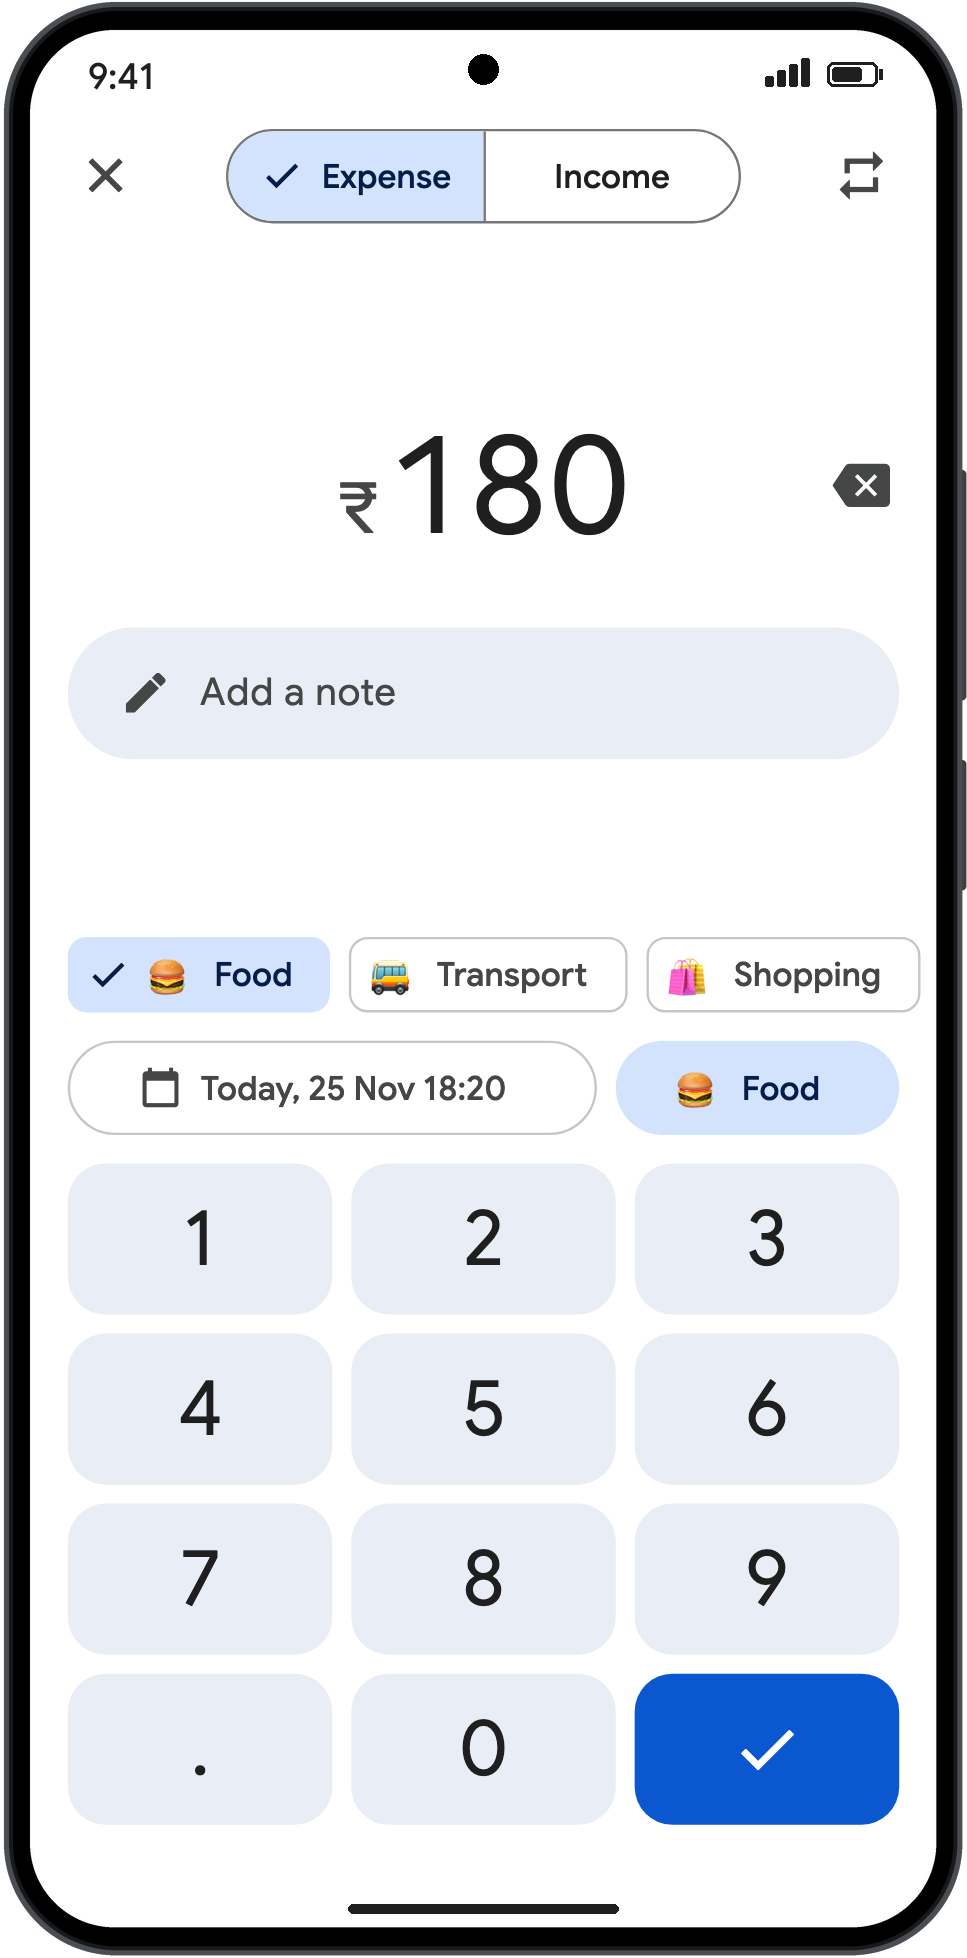 9:41
Expense Income
₹180
Add a note
Food Transport Shopping
Today, 25 Nov 18:20 Food
1 2 3
4 5 6
7 8 9
. 0